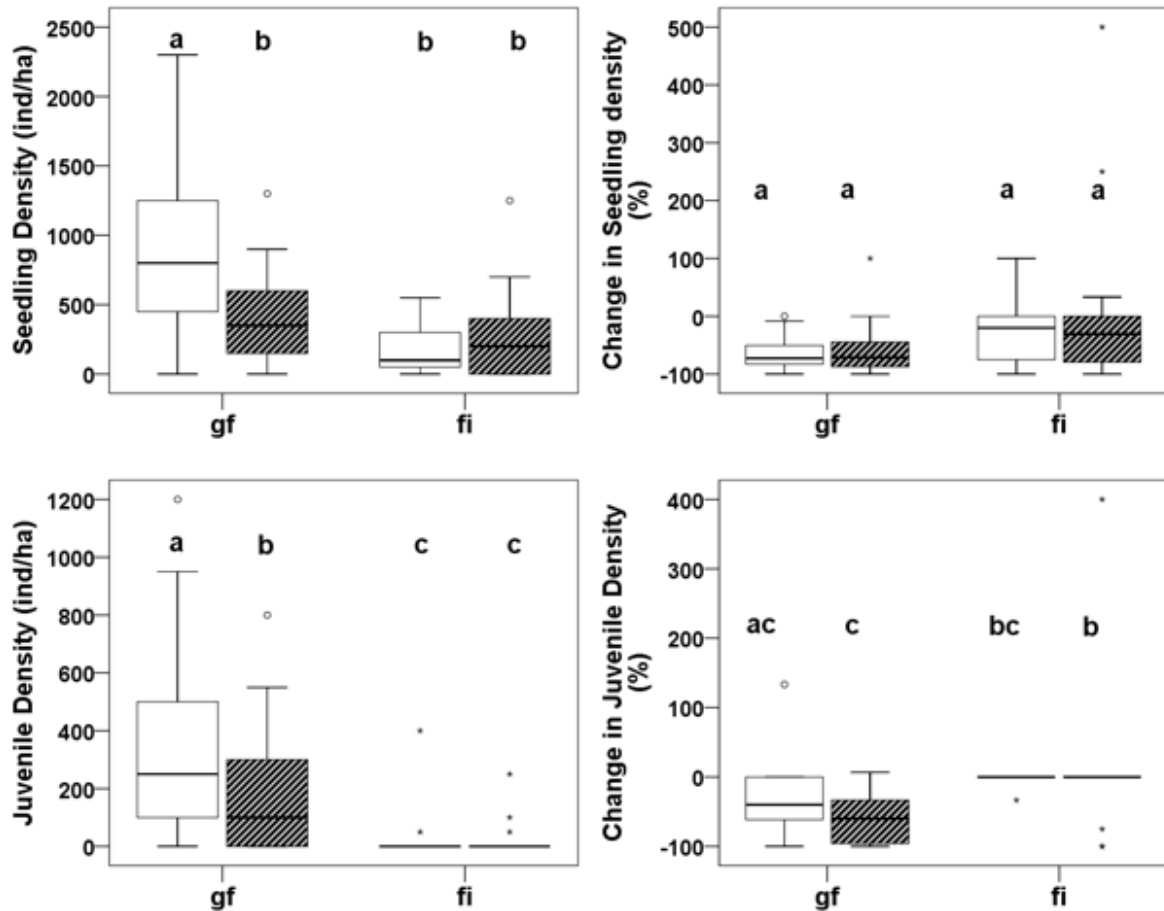 Seedling Density (ind/ha)
2500
2000
1500
1000
500
0
a b b b
gf fi
Change in Seedling density
(%)
500
400
300
200
100
0
-100
a a a a
gf fi
Juvenile Density (ind/ha)
1200
1000
800
600
400
200
0
a b c c
gf fi
Change in Juvenile Density
(%)
400
300
200
100
0
-100
ac c bc b
gf fi